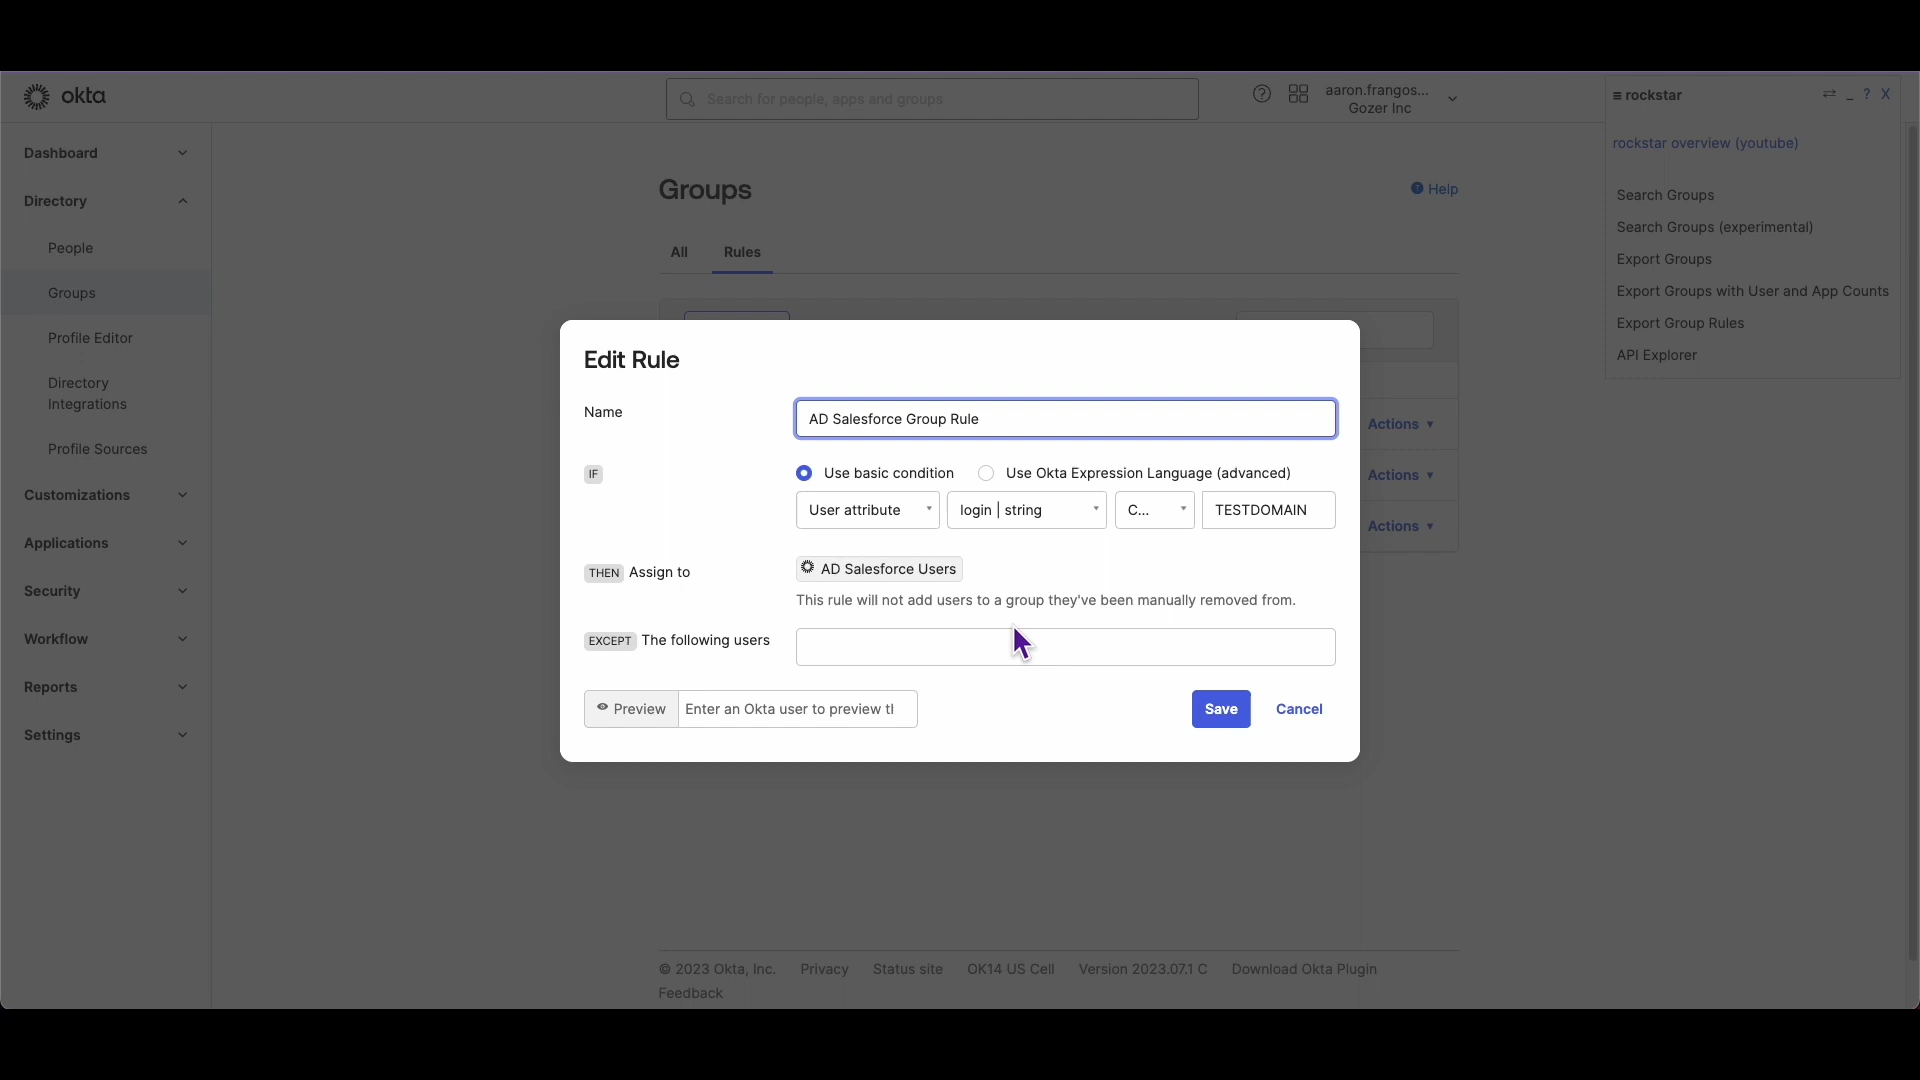 okta
Search for people, apps and groups
aaron.frangos...
Gozer Inc
≡ rockstar
⇄ _ ? X
rockstar overview (youtube)
Search Groups
Search Groups (experimental)
Export Groups
Export Groups with User and App Counts
Export Group Rules
API Explorer
Dashboard
Directory
People
Groups
Profile Editor
Directory
Integrations
Profile Sources
Customizations
Applications
Security
Workflow
Reports
Settings
Groups
Help
All
Rules
Actions
Actions
Actions
Edit Rule
Name
AD Salesforce Group Rule
IF
Use basic condition
Use Okta Expression Language (advanced)
User attribute
login | string
C...
TESTDOMAIN
THEN Assign to
AD Salesforce Users
This rule will not add users to a group they've been manually removed from.
EXCEPT The following users
Preview
Enter an Okta user to preview tl
Save
Cancel
© 2023 Okta, Inc.
Privacy
Status site
OK14 US Cell
Version 2023.07.1 C
Download Okta Plugin
Feedback